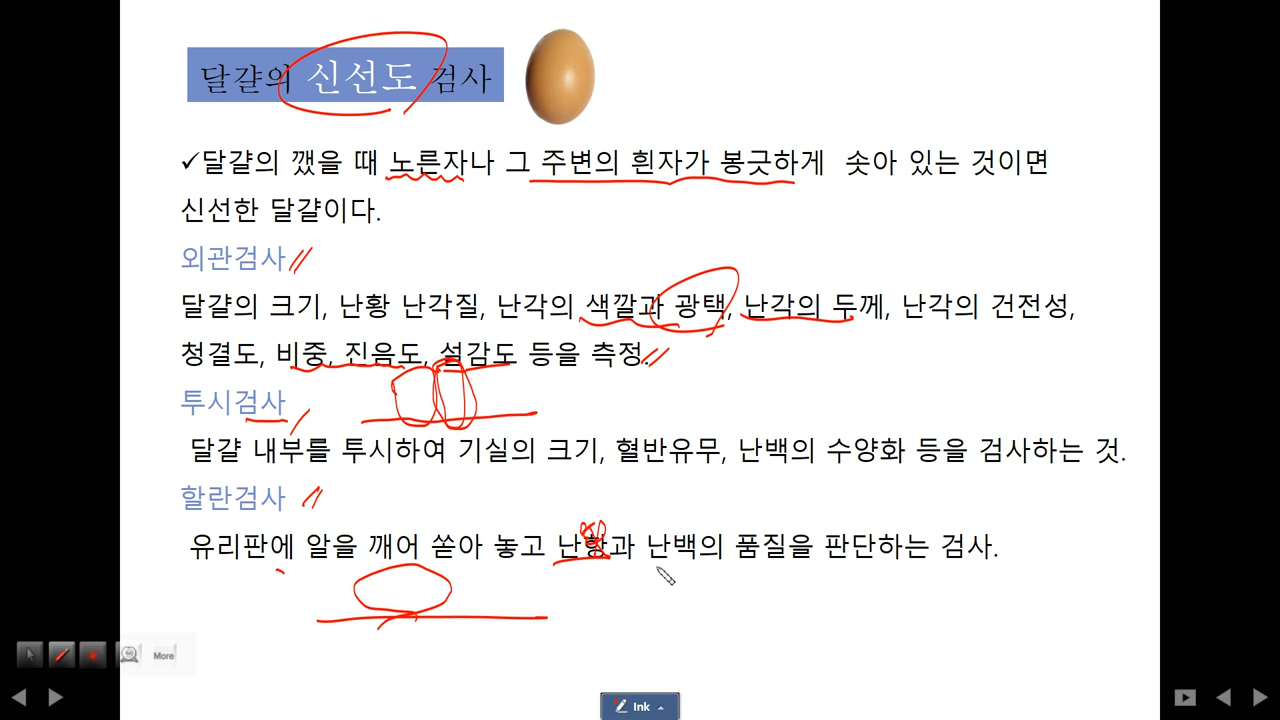 달걀의 신선도 검사
✓달걀의 깼을 때 노른자나 그 주변의 흰자가 봉긋하게 솟아 있는 것이면
신선한 달걀이다.
외관검사
달걀의 크기, 난황 난각질, 난각의 색깔과 광택, 난각의 두께, 난각의 건전성,
청결도, 비중, 진음도, 설감도 등을 측정.
투시검사
달걀 내부를 투시하여 기실의 크기, 혈반유무, 난백의 수양화 등을 검사하는 것.
할란검사
유리판에 알을 깨어 쏟아 놓고 과 난백의 품질을 판단하는 검사.
More
Ink